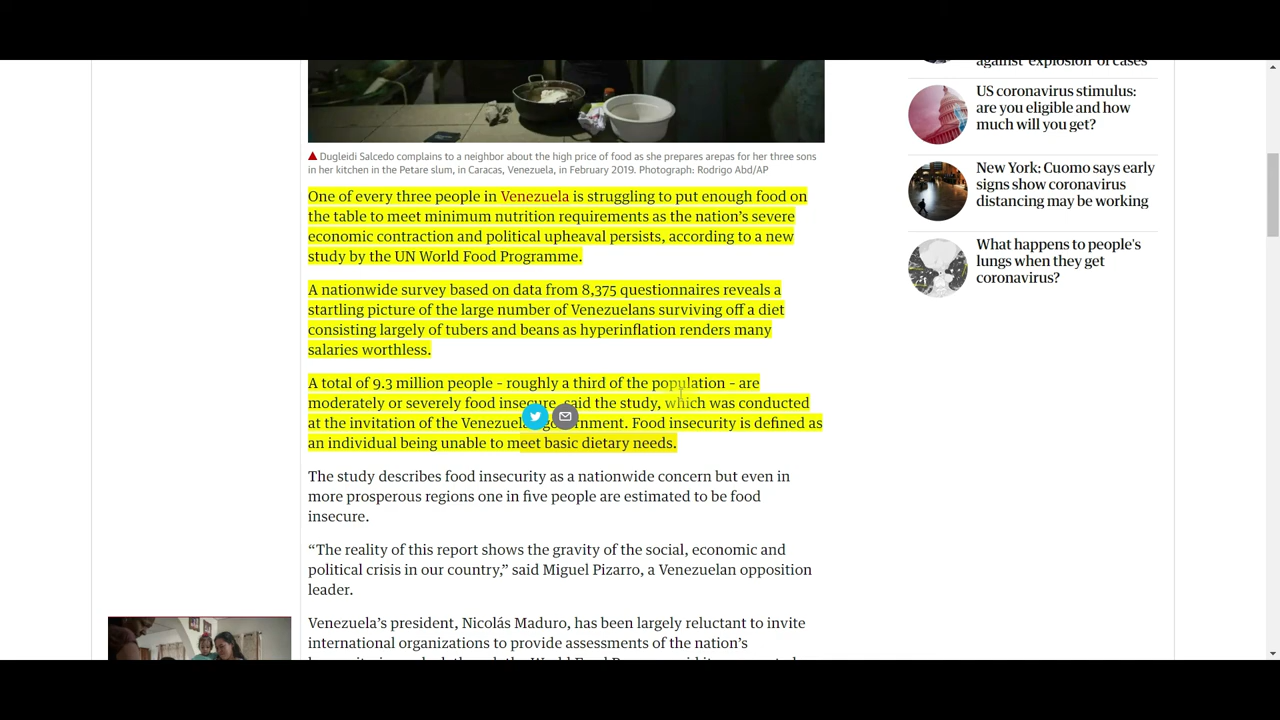 Dugleidi Salcedo complains to a neighbor about the high price of food as she prepares arepas for her three sons
in her kitchen in the Petare slum, in Caracas, Venezuela, in February 2019. Photograph: Rodrigo Abd/AP
One of every three people in Venezuela is struggling to put enough food on
the table to meet minimum nutrition requirements as the nation’s severe
economic contraction and political upheaval persists, according to a new
study by the UN World Food Programme.
A nationwide survey based on data from 8,375 questionnaires reveals a
startling picture of the large number of Venezuelans surviving off a diet
consisting largely of tubers and beans as hyperinflation renders many
salaries worthless.
A total of 9.3 million people – roughly a third of the population – are
moderately or severely food insecure, said the study, which was conducted
at the invitation of the Venezuelan government. Food insecurity is defined as
an individual being unable to meet basic dietary needs.
The study describes food insecurity as a nationwide concern but even in
more prosperous regions one in five people are estimated to be food
insecure.
“The reality of this report shows the gravity of the social, economic and
political crisis in our country,” said Miguel Pizarro, a Venezuelan opposition
leader.
Venezuela’s president, Nicolás Maduro, has been largely reluctant to invite
international organizations to provide assessments of the nation’s
against ‘explosion’ of cases
US coronavirus stimulus:
are you eligible and how
much will you get?
New York: Cuomo says early
signs show coronavirus
distancing may be working
What happens to people's
lungs when they get
coronavirus?